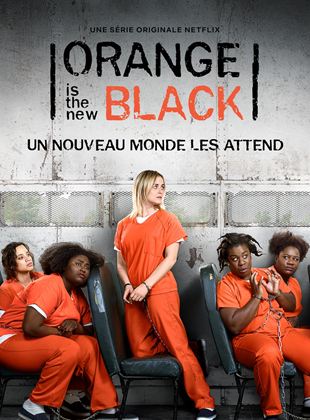 UNE SÉRIE ORIGINALE NETFLIX
ORANGE
is the new BLACK
UN NOUVEAU MONDE LES ATTEND